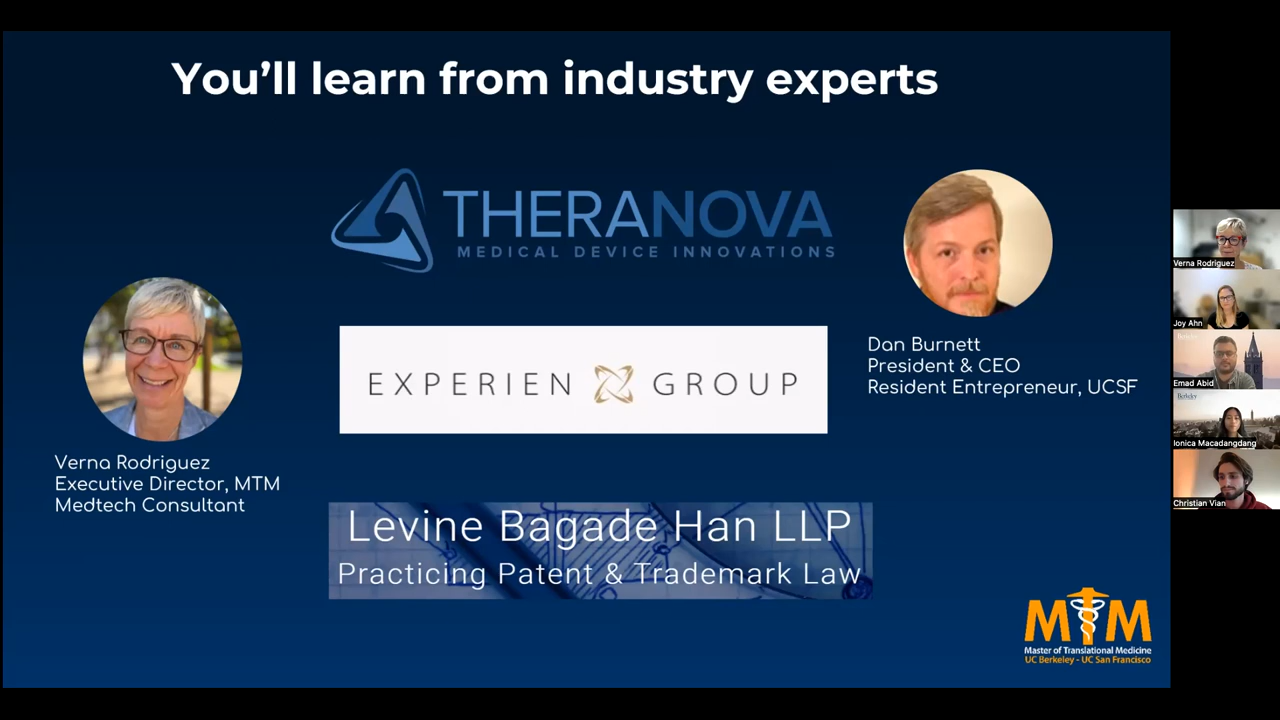 You'll learn from industry experts
THERANOVA
MEDICAL DEVICE INNOVATIONS
Dan Burnett
President & CEO
Resident Entrepreneur, UCSF
EXPERIEN GROUP
Verna Rodriguez
Executive Director, MTM
Medtech Consultant
Levine Bagade Han LLP
Practicing Patent & Trademark Law
MTM
Master of Translational Medicine
UC Berkeley - UC San Francisco
Verna Rodriguez
Joy Ahn
Berkeley
Emad Abid
Berkeley
Ionica Macadangdang
Christian Vian